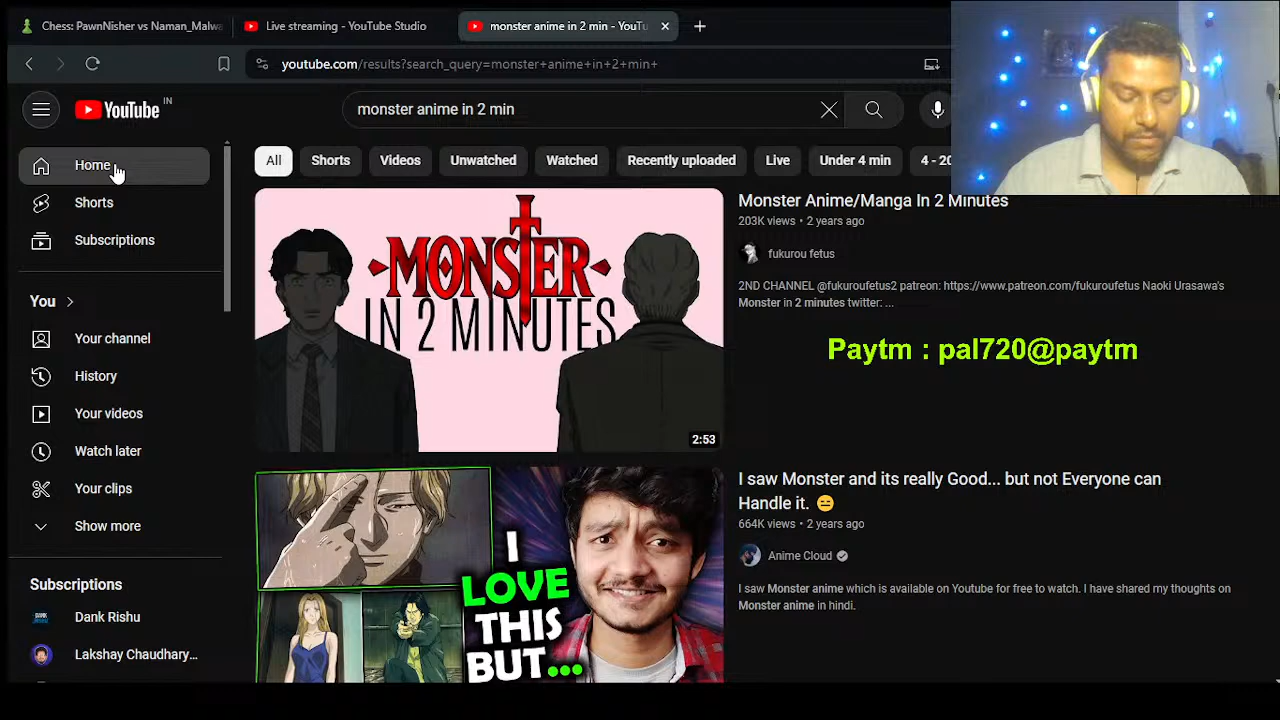 Chess: PawnNisher vs Naman_Malwa
Live streaming - YouTube Studio
monster anime in 2 min - YouTu
youtube.com/results?search_query=monster+anime+in+2+min+
YouTube IN
monster anime in 2 min
Home
Shorts
Subscriptions
You
Your channel
History
Your videos
Watch later
Your clips
Show more
Subscriptions
Dank Rishu
Lakshay Chaudhary...
All
Shorts
Videos
Unwatched
Watched
Recently uploaded
Live
Under 4 min
4 - 20
MONSTER
IN 2 MINUTES
2:53
Monster Anime/Manga In 2 Minutes
203K views • 2 years ago
fukurou fetus
2ND CHANNEL @fukuroufetus2 patreon: https://www.patreon.com/fukuroufetus Naoki Urasawa's
Monster in 2 minutes twitter: ...
Paytm : pal720@paytm
I
LOVE
THIS
BUT...
I saw Monster and its really Good... but not Everyone can
Handle it. 😑
664K views • 2 years ago
Anime Cloud
I saw Monster anime which is available on Youtube for free to watch. I have shared my thoughts on
Monster anime in hindi.